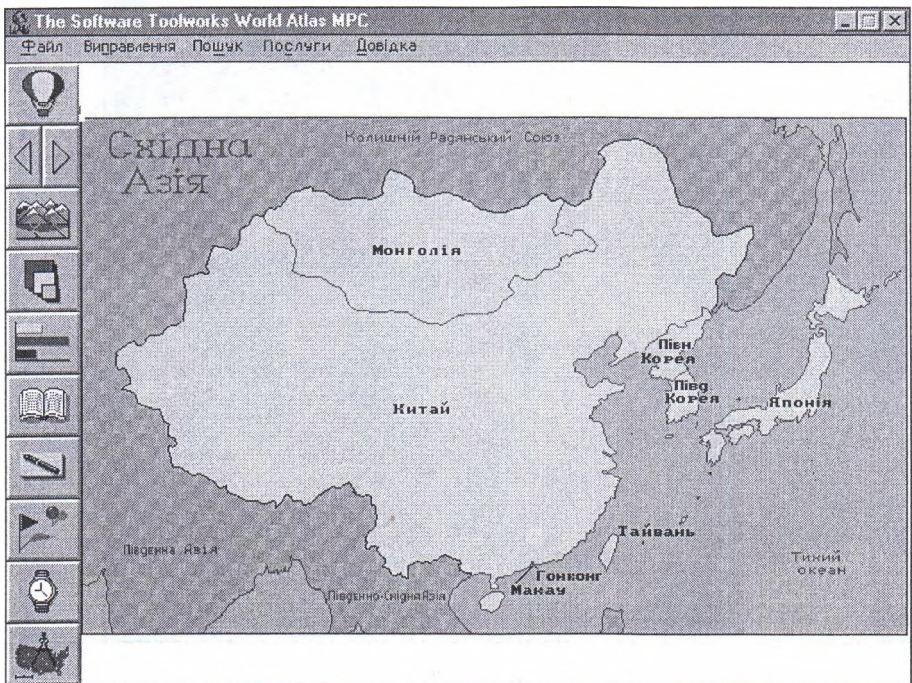 The Software Toolworks World Atlas MPC
Файл Виправлення Пошук Послуги Довідка
Східна
Азія
Колишній Радянський Союз
Монголія
Півн.
Корея
Півд
Корея
Японія
Китай
Тайвань
Південна Азія
Тихий
океан
Гонконг
Макау
Південно-Східна Азія